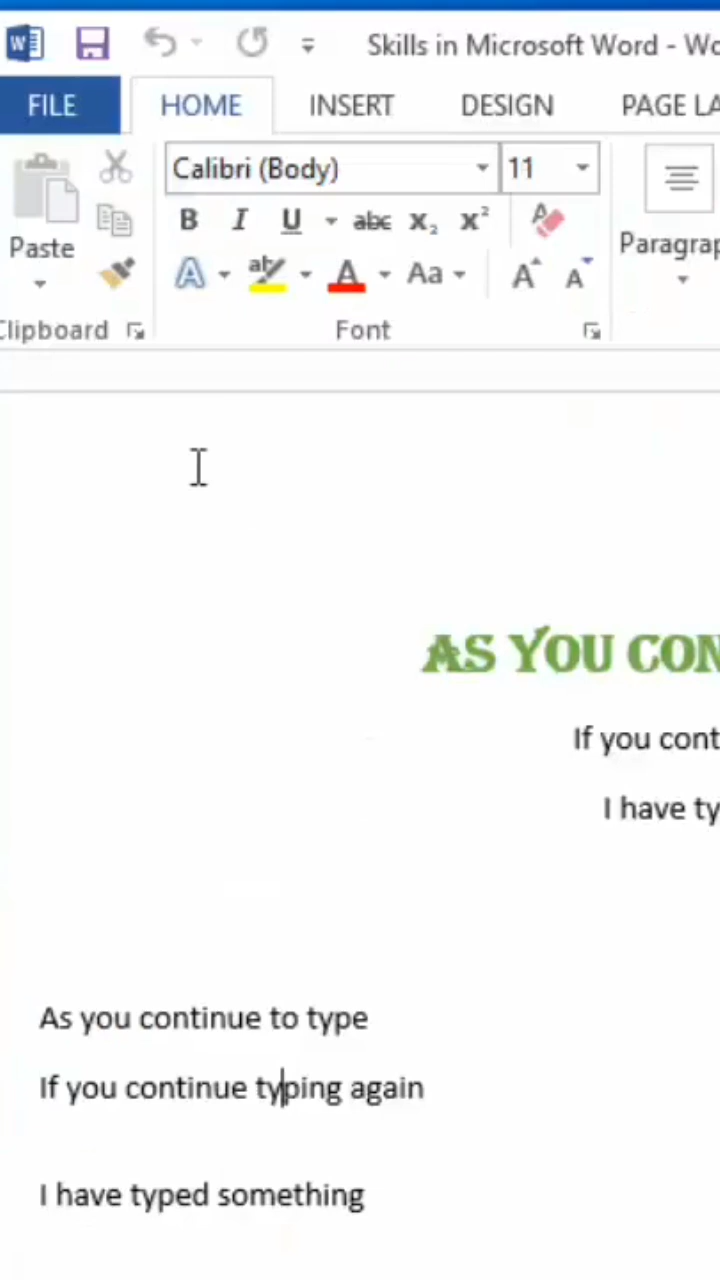 Skills in Microsoft Word - Wo
FILE HOME INSERT DESIGN PAGE LA
Calibri (Body) 11
B I U abc X₂ X²
Paste
A aby A Aa A A
Paragrap
Clipboard Font
AS YOU CON
If you cont
I have ty
As you continue to type
If you continue typing again
I have typed something